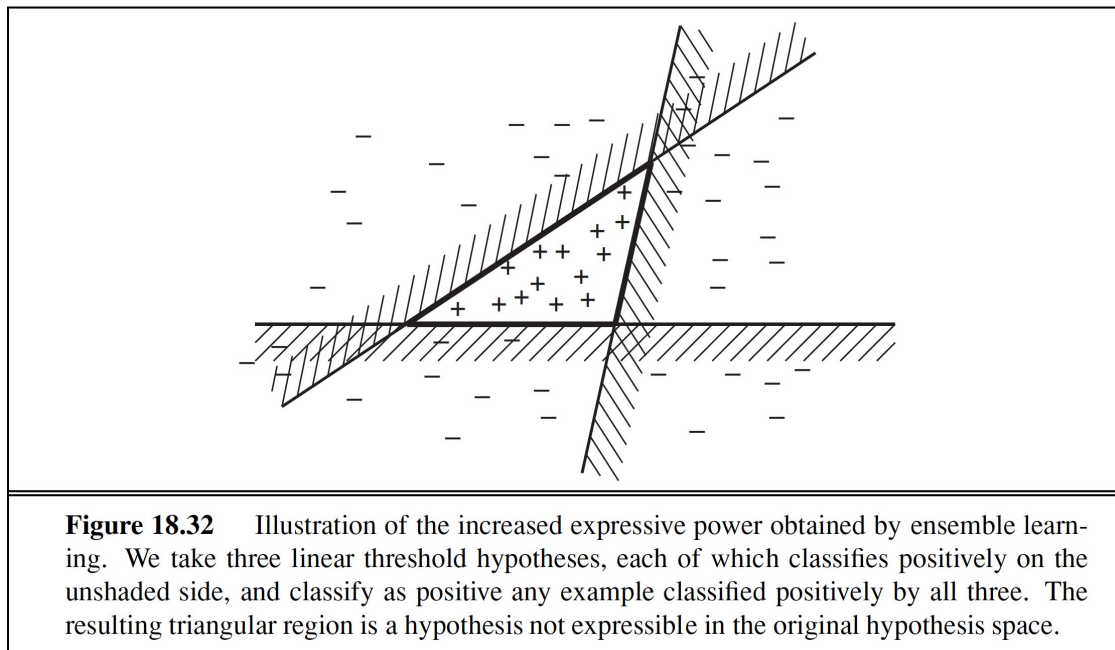 Figure 18.32 Illustration of the increased expressive power obtained by ensemble learn-
ing. We take three linear threshold hypotheses, each of which classifies positively on the
unshaded side, and classify as positive any example classified positively by all three. The
resulting triangular region is a hypothesis not expressible in the original hypothesis space.